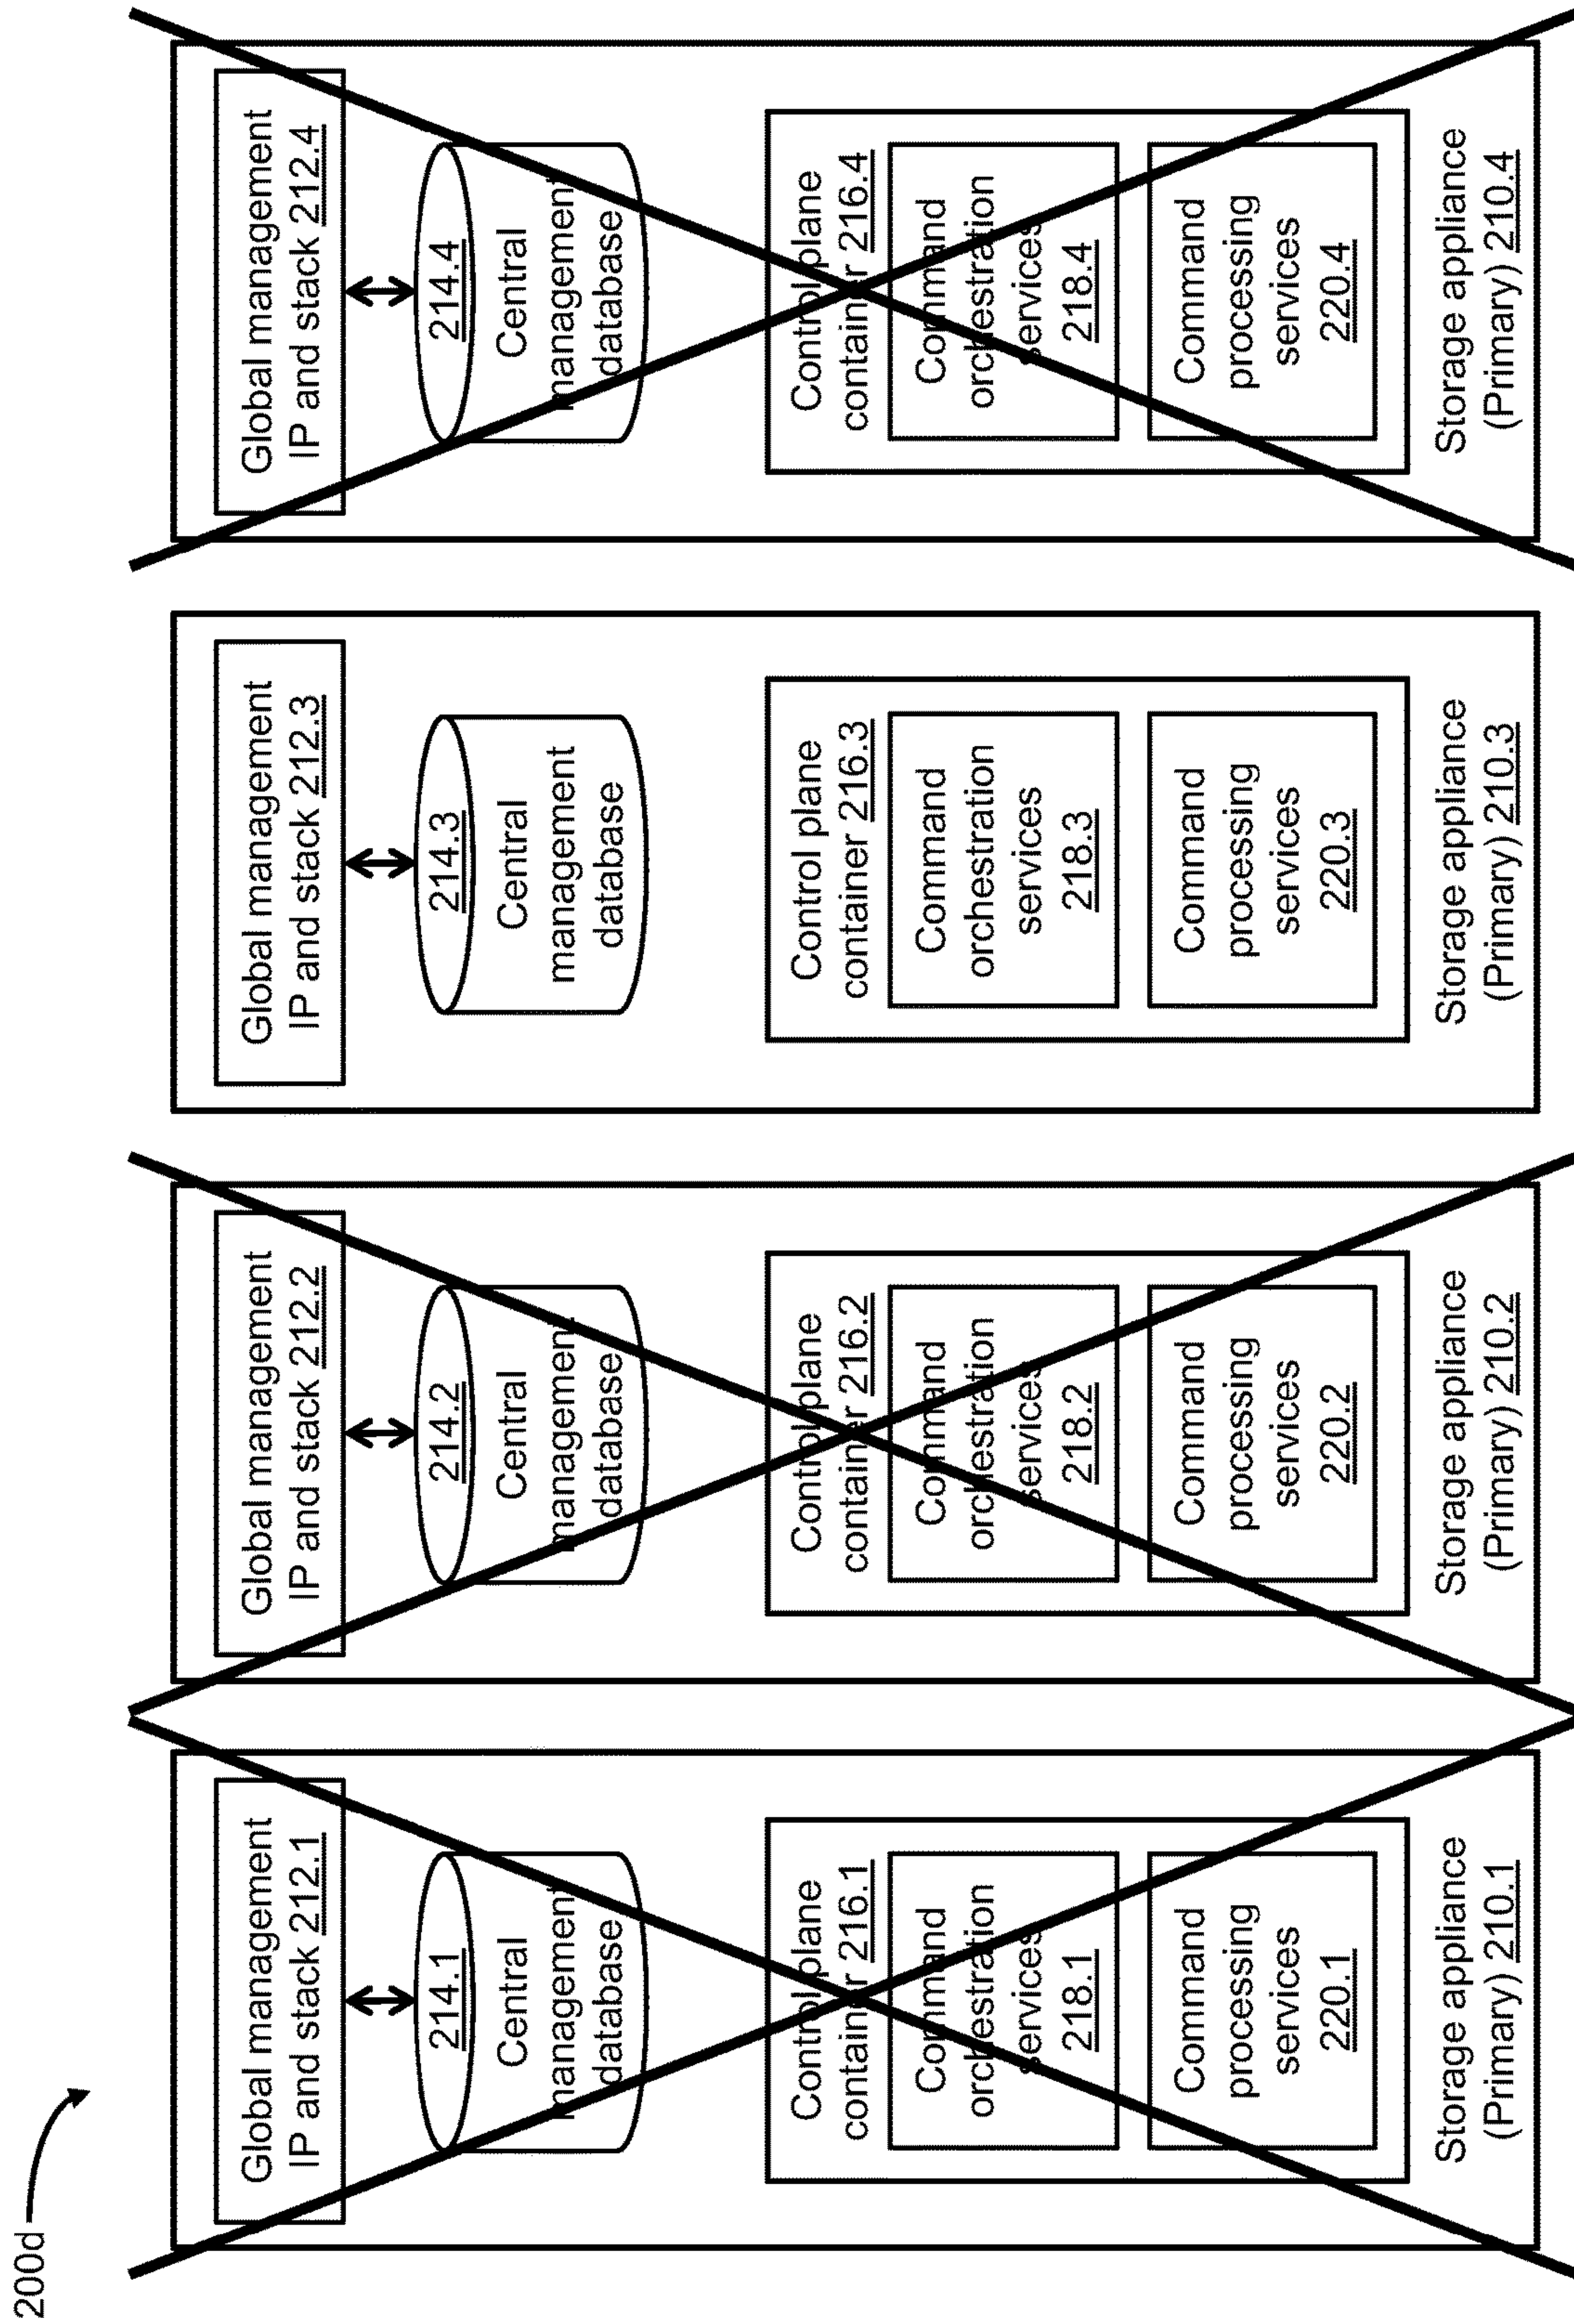 200d
Global management
IP and stack 212.1
214.1
Central
management
database
Control plane
container 216.1
Command
orchestration
services
218.1
Command
processing
services
220.1
Storage appliance
(Primary) 210.1
Global management
IP and stack 212.2
214.2
Central
management
database
Control plane
container 216.2
Command
orchestration
services
218.2
Command
processing
services
220.2
Storage appliance
(Primary) 210.2
Global management
IP and stack 212.3
214.3
Central
management
database
Control plane
container 216.3
Command
orchestration
services
218.3
Command
processing
services
220.3
Storage appliance
(Primary) 210.3
Global management
IP and stack 212.4
214.4
Central
management
database
Control plane
container 216.4
Command
orchestration
services
218.4
Command
processing
services
220.4
Storage appliance
(Primary) 210.4